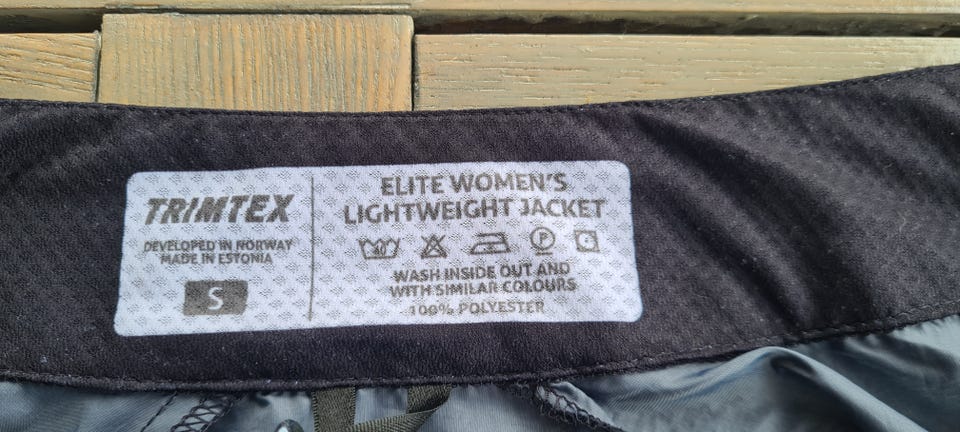 TRIMTEX
DEVELOPED IN NORWAY
MADE IN ESTONIA
S
ELITE WOMEN'S
LIGHTWEIGHT JACKET
40 P
WASH INSIDE OUT AND
WITH SIMILAR COLOURS
100% POLYESTER